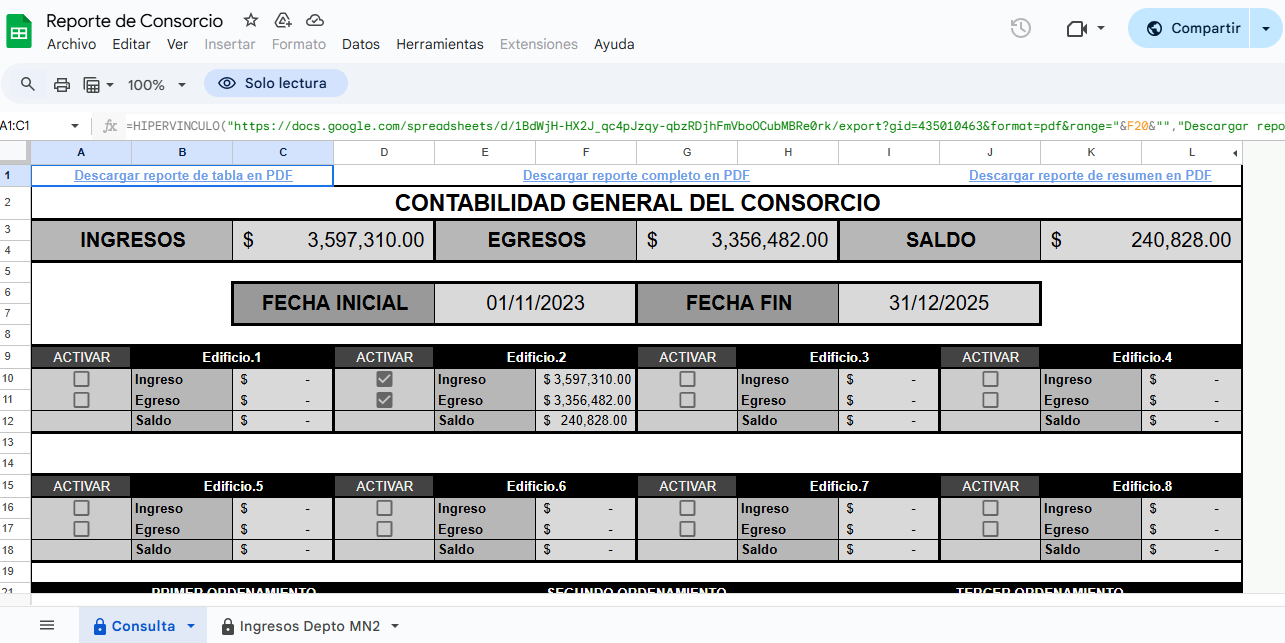 Reporte de Consorcio
Archivo Editar Ver Insertar Formato Datos Herramientas Extensiones Ayuda
Compartir
100% Solo lectura
A1:C1 fx =HIPERVINCULO("https://docs.google.com/spreadsheets/d/1BdWjH-HX2J_qc4pJzqy-qbzRDjhFmVboOCubMBRe0rk/export?gid=435010463&format=pdf&range="&F20&"","Descargar repo
A B C D E F G H I J K L
1 Descargar reporte de tabla en PDF Descargar reporte completo en PDF Descargar reporte de resumen en PDF
2 CONTABILIDAD GENERAL DEL CONSORCIO
3
INGRESOS $ 3,597,310.00 EGRESOS $ 3,356,482.00 SALDO $ 240,828.00
4
5
6
FECHA INICIAL 01/11/2023 FECHA FIN 31/12/2025
7
8
9 ACTIVAR Edificio.1 ACTIVAR Edificio.2 ACTIVAR Edificio.3 ACTIVAR Edificio.4
10 Ingreso $ - Ingreso $ 3,597,310.00 Ingreso $ - Ingreso $ -
11 Egreso $ - Egreso $ 3,356,482.00 Egreso $ - Egreso $ -
12 Saldo $ - Saldo $ 240,828.00 Saldo $ - Saldo $ -
13
14
15 ACTIVAR Edificio.5 ACTIVAR Edificio.6 ACTIVAR Edificio.7 ACTIVAR Edificio.8
16 Ingreso $ - Ingreso $ - Ingreso $ - Ingreso $ -
17 Egreso $ - Egreso $ - Egreso $ - Egreso $ -
18 Saldo $ - Saldo $ - Saldo $ - Saldo $ -
19
21 PRIMER ORDENAMIENTO SEGUNDO ORDENAMIENTO TERCER ORDENAMIENTO
Consulta Ingresos Depto MN2